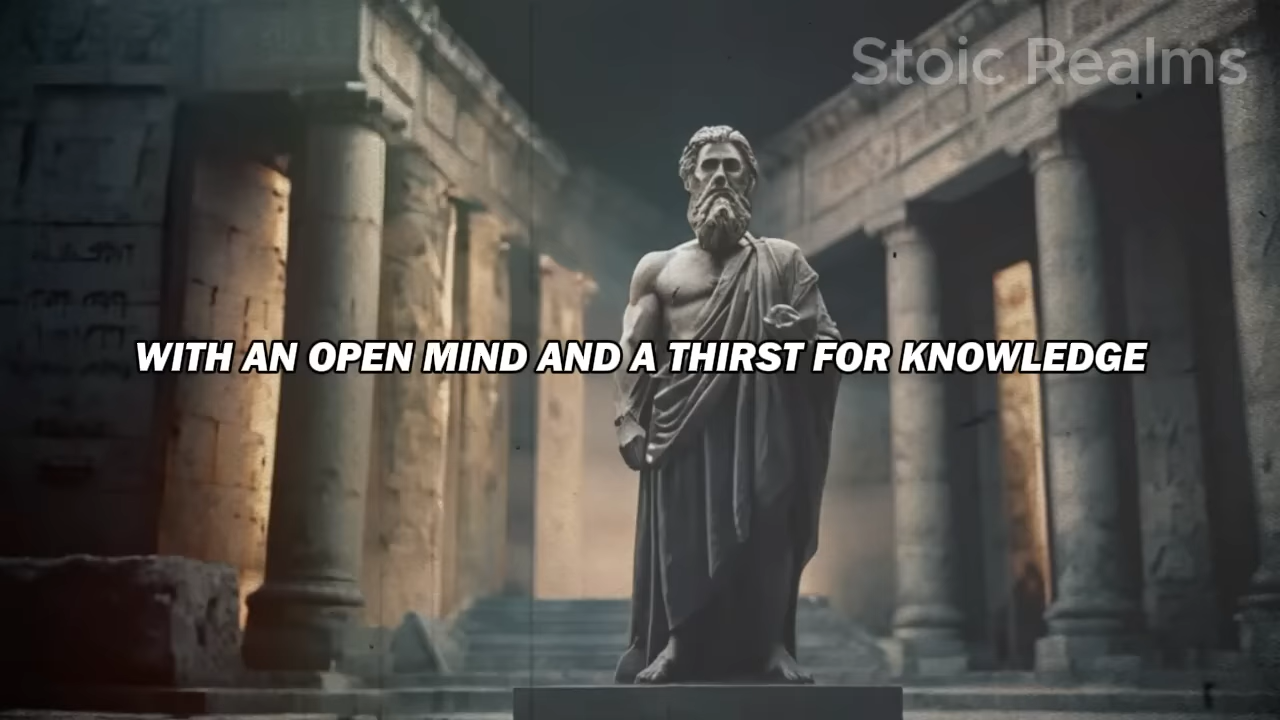 Stoic Realms
WITH AN OPEN MIND AND A THIRST FOR KNOWLEDGE